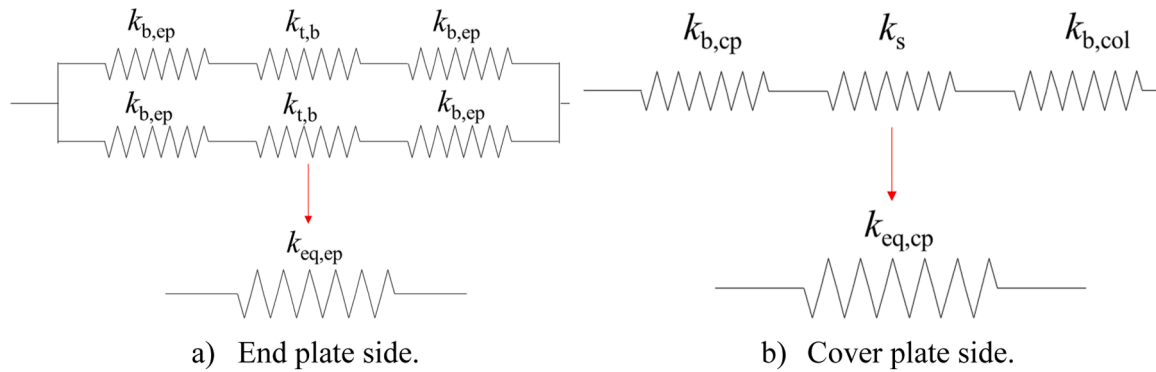 k_b,ep k_t,b k_b,ep
k_b,ep k_t,b k_b,ep
k_eq,ep
a) End plate side.
k_b,cp k_s k_b,col
k_eq,cp
b) Cover plate side.